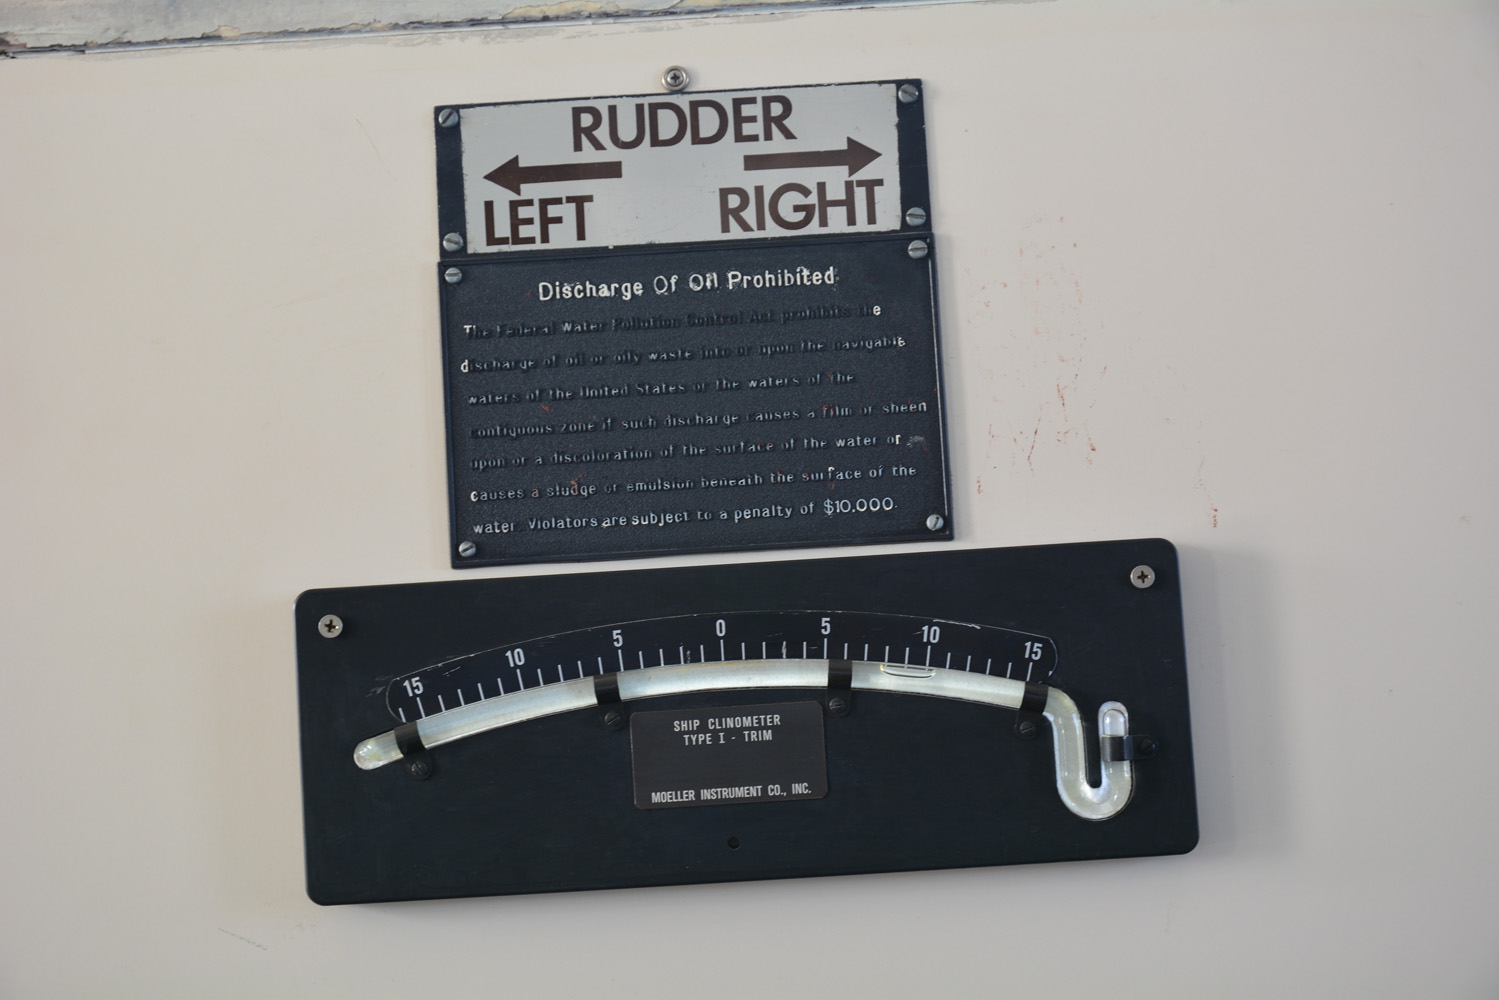 RUDDER
LEFT RIGHT
Discharge Of Oil Prohibited
The Federal Water Pollution Control Act prohibits the
discharge of oil or oily waste into or upon the navigable
waters of the United States or the waters of the
contiguous zone if such discharge causes a film or sheen
upon or a discoloration of the surface of the water or
causes a sludge or emulsion beneath the surface of the
water. Violators are subject to a penalty of $10.000.
15 10 5 0 5 10 15
SHIP CLINOMETER
TYPE I - TRIM
MOELLER INSTRUMENT CO., INC.